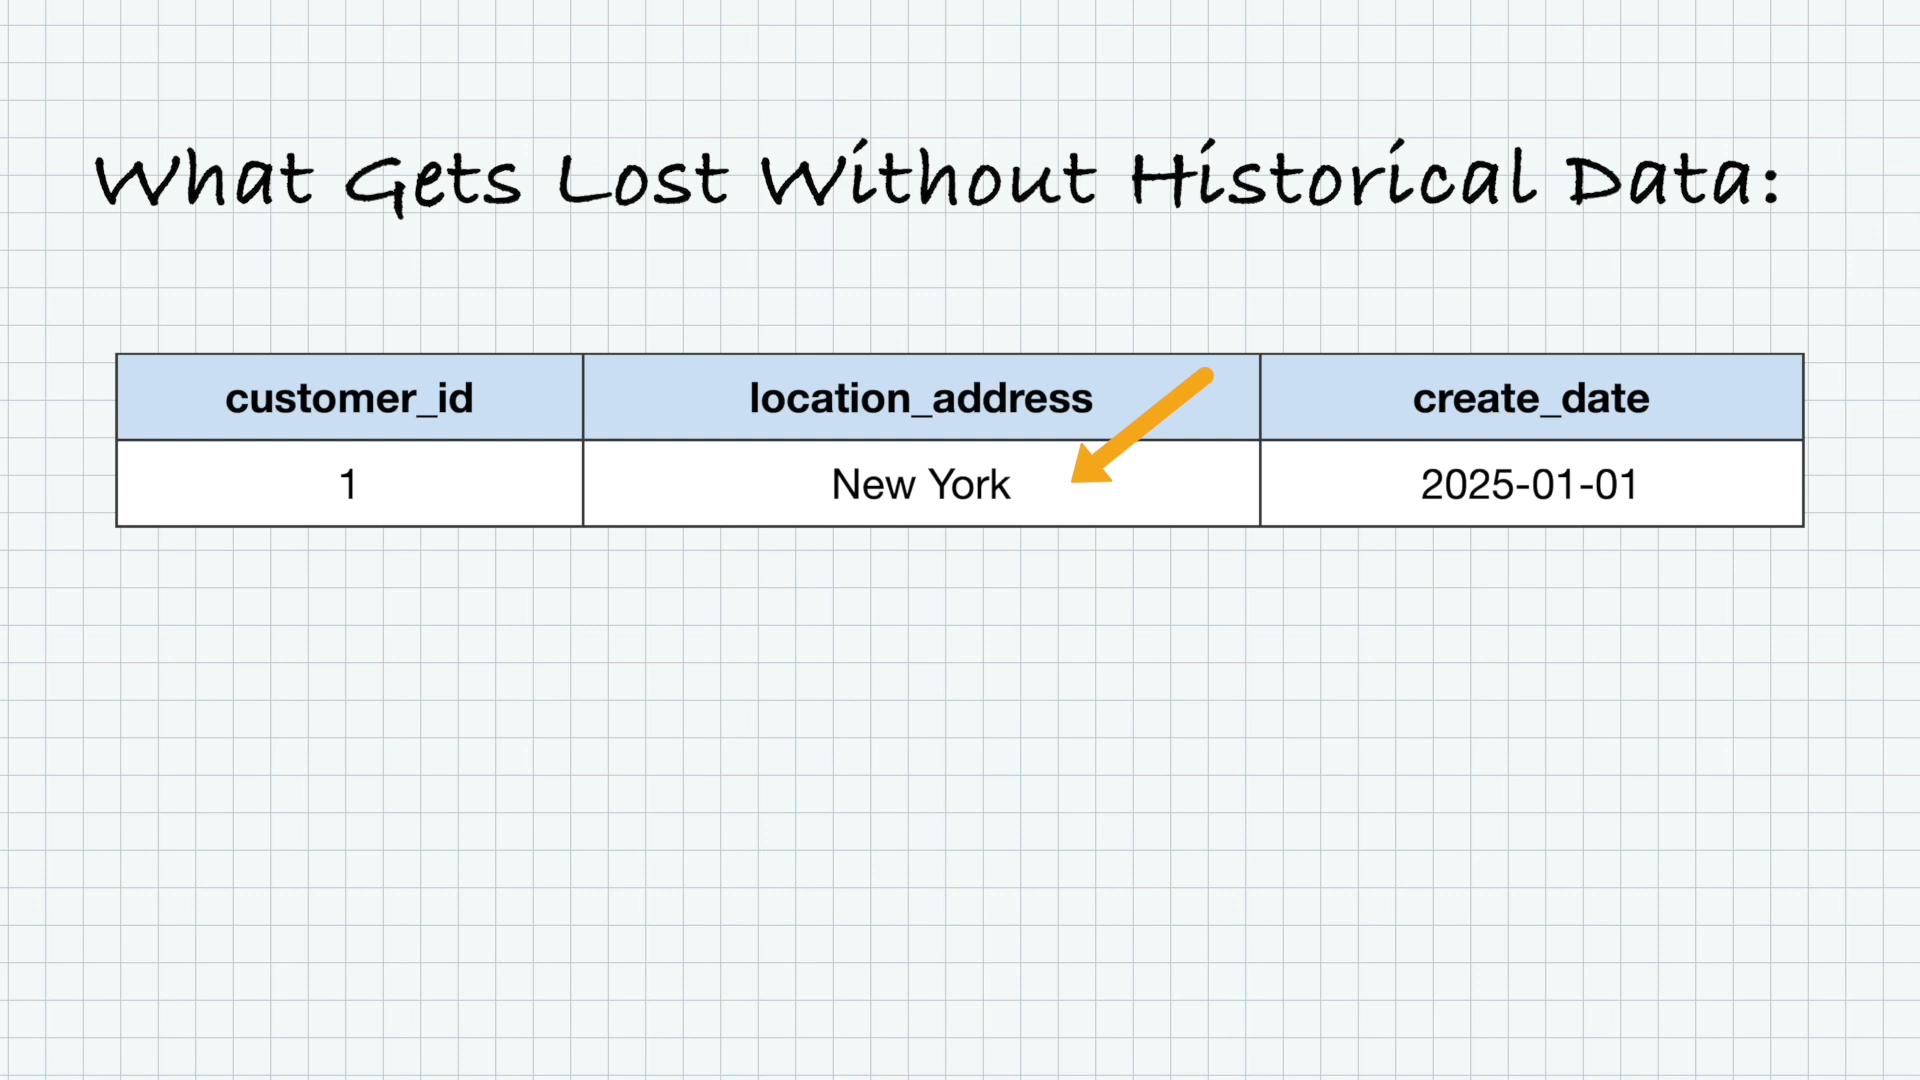 What Gets Lost Without Historical Data:
customer_id location_address create_date
1 New York 2025-01-01